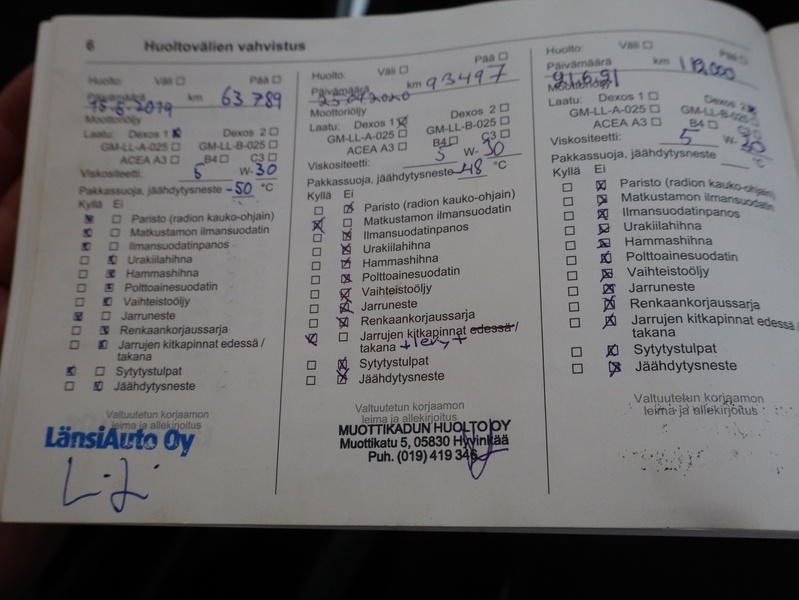 6 Huoltovälien vahvistus
Huolto: Väli Pää
Päivämäärä km 63 789
15-5-2019
Moottoriöljy
Laatu: Dexos 1 Dexos 2
GM-LL-A-025 GM-LL-B-025
ACEA A3 B4 C3
Viskositeetti: 5 W-30
Pakkassuoja, jäähdytysneste -50 °C
Kyllä Ei
Paristo (radion kauko-ohjain)
Matkustamon ilmansuodatin
Ilmansuodatinpanos
Urakiilahihna
Hammashihna
Polttoainesuodatin
Vaihteistoöljy
Jarruneste
Renkaankorjaussarja
Jarrujen kitkapinnat edessä /
takana
Sytytystulpat
Jäähdytysneste
Valtuutetun korjaamon
leima ja allekirjoitus
LänsiAuto Oy
Huolto: Väli Pää
Päivämäärä km 93497
Moottoriöljy
Laatu: Dexos 1 Dexos 2
GM-LL-A-025 GM-LL-B-025
ACEA A3 B4 C3
Viskositeetti: 5 W-30
Pakkassuoja, jäähdytysneste -48 °C
Kyllä Ei
Paristo (radion kauko-ohjain)
Matkustamon ilmansuodatin
Ilmansuodatinpanos
Urakiilahihna
Hammashihna
Polttoainesuodatin
Vaihteistoöljy
Jarruneste
Renkaankorjaussarja
Jarrujen kitkapinnat edessä /
takana
Sytytystulpat
Jäähdytysneste
Valtuutetun korjaamon
leima ja allekirjoitus
MUOTTIKADUN HUOLTO OY
Muottikatu 5, 05830 Hyvinkää
Puh. (019) 419 346
Huolto: Väli Pää
Päivämäärä km
Moottoriöljy
Laatu: Dexos 1 Dexos 2
GM-LL-A-025 GM-LL-B-025
ACEA A3 B4 C3
Viskositeetti: 5 W-30
Pakkassuoja, jäähdytysneste °C
Kyllä Ei
Paristo (radion kauko-ohjain)
Matkustamon ilmansuodatin
Ilmansuodatinpanos
Urakiilahihna
Hammashihna
Polttoainesuodatin
Vaihteistoöljy
Jarruneste
Renkaankorjaussarja
Jarrujen kitkapinnat edessä /
takana
Sytytystulpat
Jäähdytysneste
Valtuutetun korjaamon
leima ja allekirjoitus